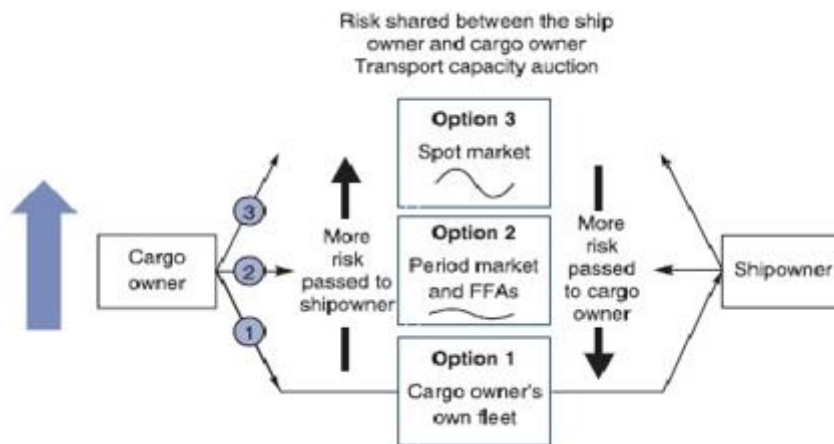 Risk shared between the ship
owner and cargo owner
Transport capacity auction
Option 3
Spot market
3
Cargo
owner
2
More
risk
passed to
shipowner
Option 2
Period market
and FFAs
More
risk
passed
to cargo
owner
Shipowner
1
Option 1
Cargo owner's
own fleet